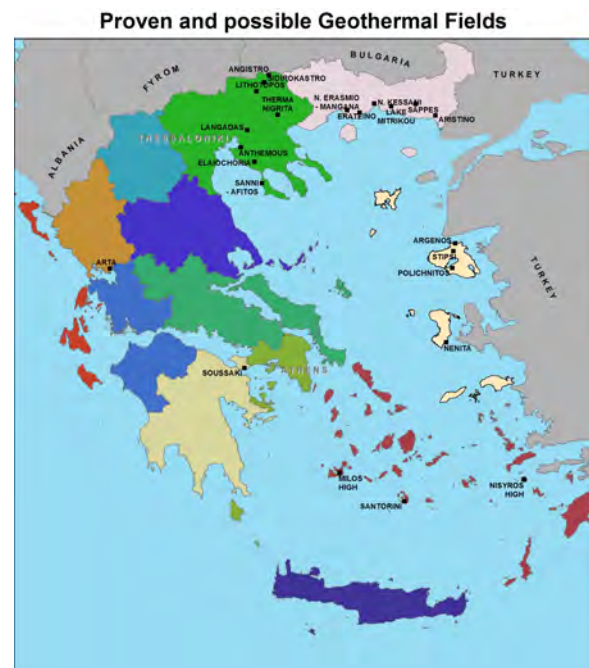 Proven and possible Geothermal Fields
BULGARIA
TURKEY
FYROM
ANGISTRO
SIDIROKASTRO
LITHOTOPOS
THERMA
NIGRITA
N. ERASMIO
- MANGANA
ERATEINO
N. KESSANI
LAKE
MITRIKOU
SAPPES
ARISTINO
LANGADAS
THESSALONIKI
ANTHEMOUS
ELAIOCHORIA
SANNI
- AFITOS
ALBANIA
ARTA
ARGENOS
STIPSI
POLICHNITOS
TURKEY
NENITA
SOUSSAKI
ATHENS
MILOS
HIGH
SANTORINI
NISYROS
HIGH